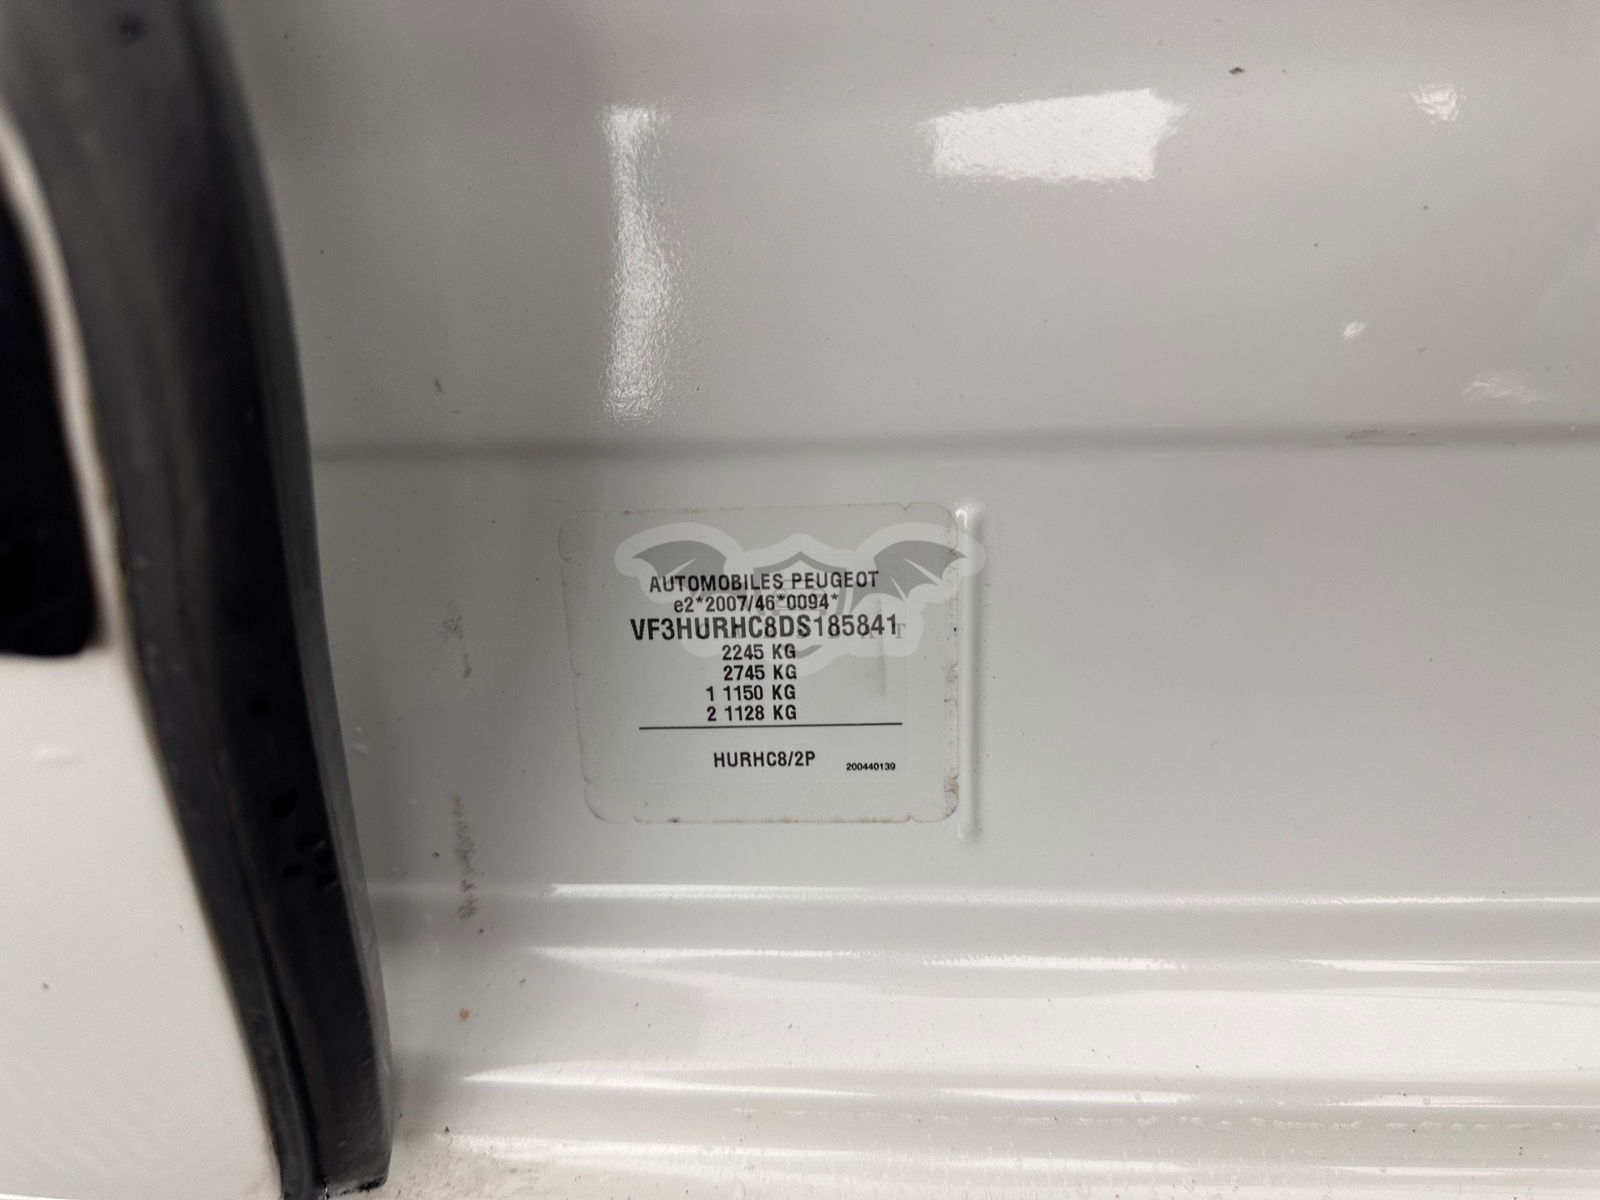 AUTOMOBILES PEUGEOT
e2*2007/46*0094*
VF3HURHC8DS185841
2245 KG
2745 KG
1 1150 KG
2 1128 KG
HURHC8/2P 200440139